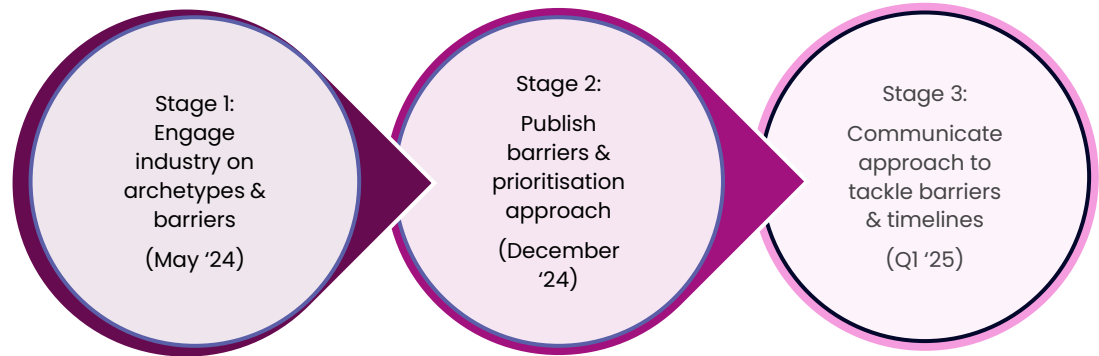 Stage 1:
Engage
industry on
archetypes &
barriers
(May ‘24)
Stage 2:
Publish
barriers &
prioritisation
approach
(December
‘24)
Stage 3:
Communicate
approach to
tackle barriers
& timelines
(Q1 ‘25)